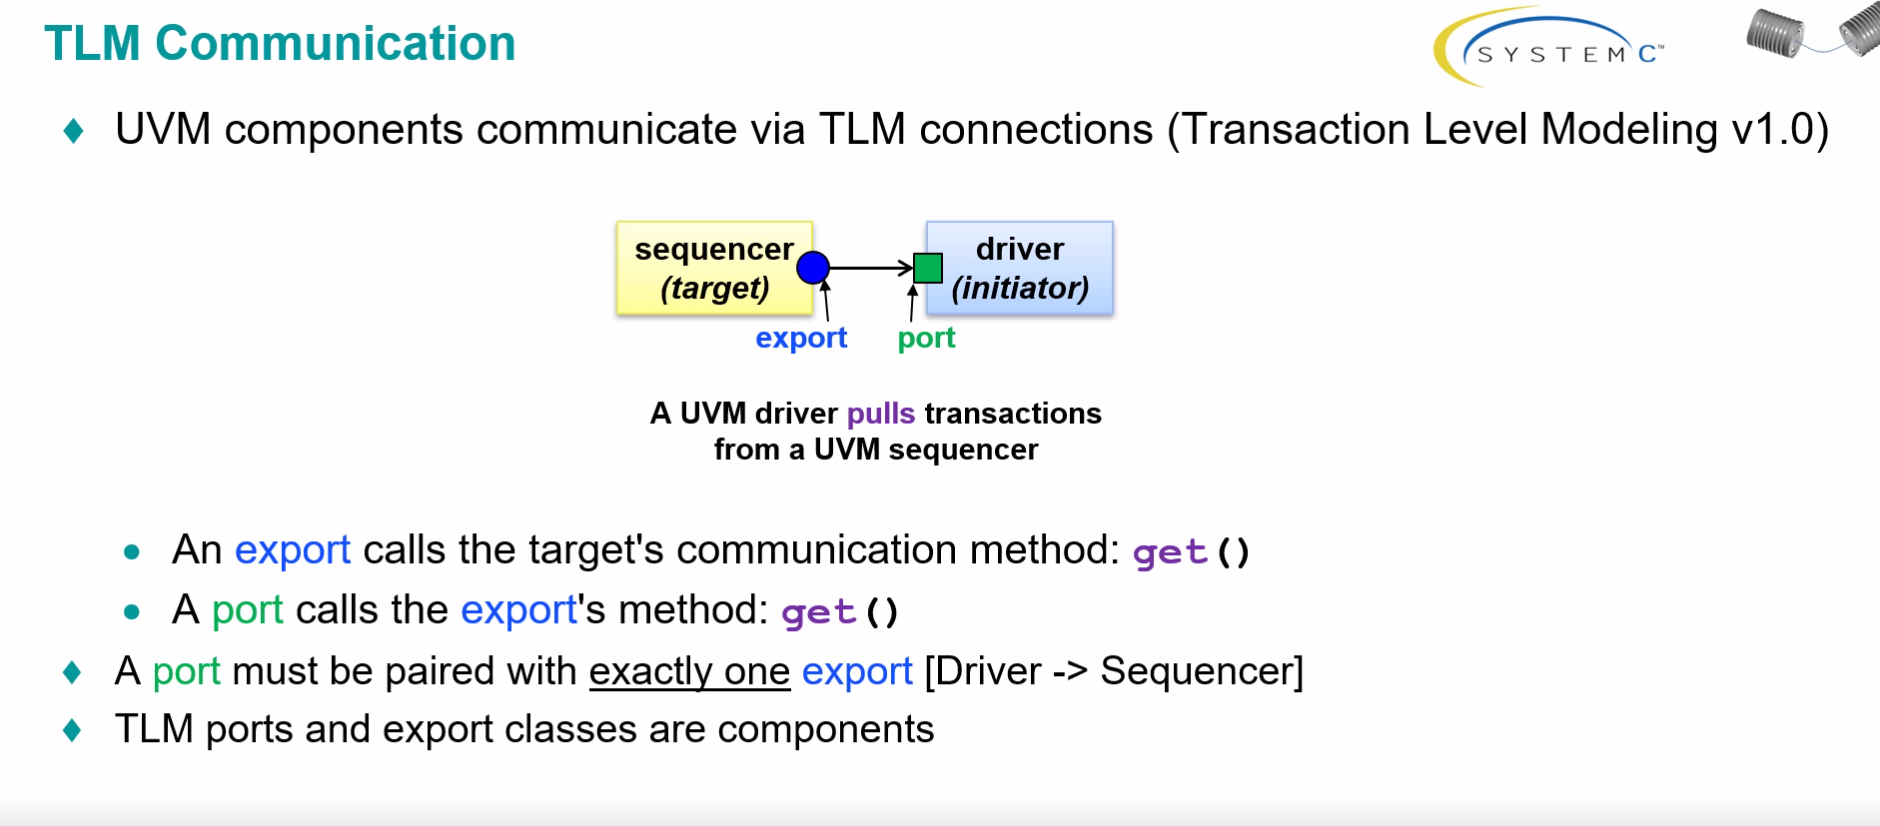 TLM Communication
SYSTEMC™
♦ UVM components communicate via TLM connections (Transaction Level Modeling v1.0)
sequencer
(target)
driver
(initiator)
export
port
A UVM driver pulls transactions
from a UVM sequencer
• An export calls the target's communication method: get()
• A port calls the export's method: get()
♦ A port must be paired with exactly one export [Driver -> Sequencer]
♦ TLM ports and export classes are components